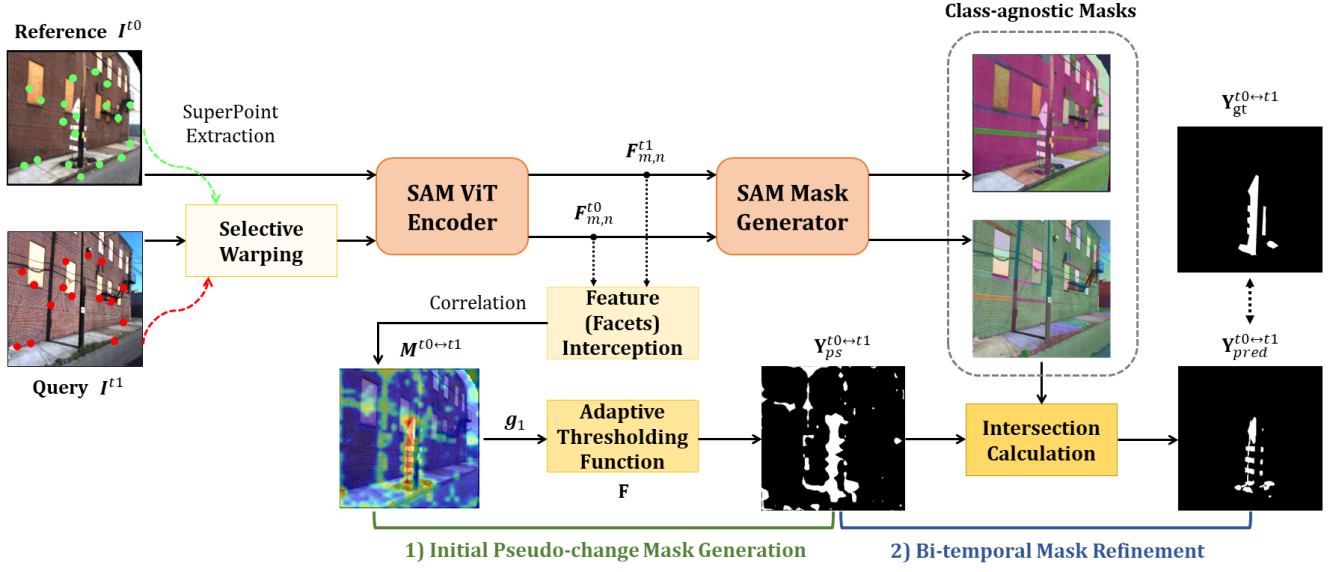 Reference I^{t0}
SuperPoint
Extraction
Query I^{t1}
Selective
Warping
SAM ViT
Encoder
F_{m,n}^{t1}
F_{m,n}^{t0}
SAM Mask
Generator
Class-agnostic Masks
Feature
(Facets)
Interception
Correlation
M^{t0↔t1}
g_1
Adaptive
Thresholding
Function
F
Y_{ps}^{t0↔t1}
Intersection
Calculation
Y_{gt}^{t0↔t1}
Y_{pred}^{t0↔t1}
1) Initial Pseudo-change Mask Generation
2) Bi-temporal Mask Refinement